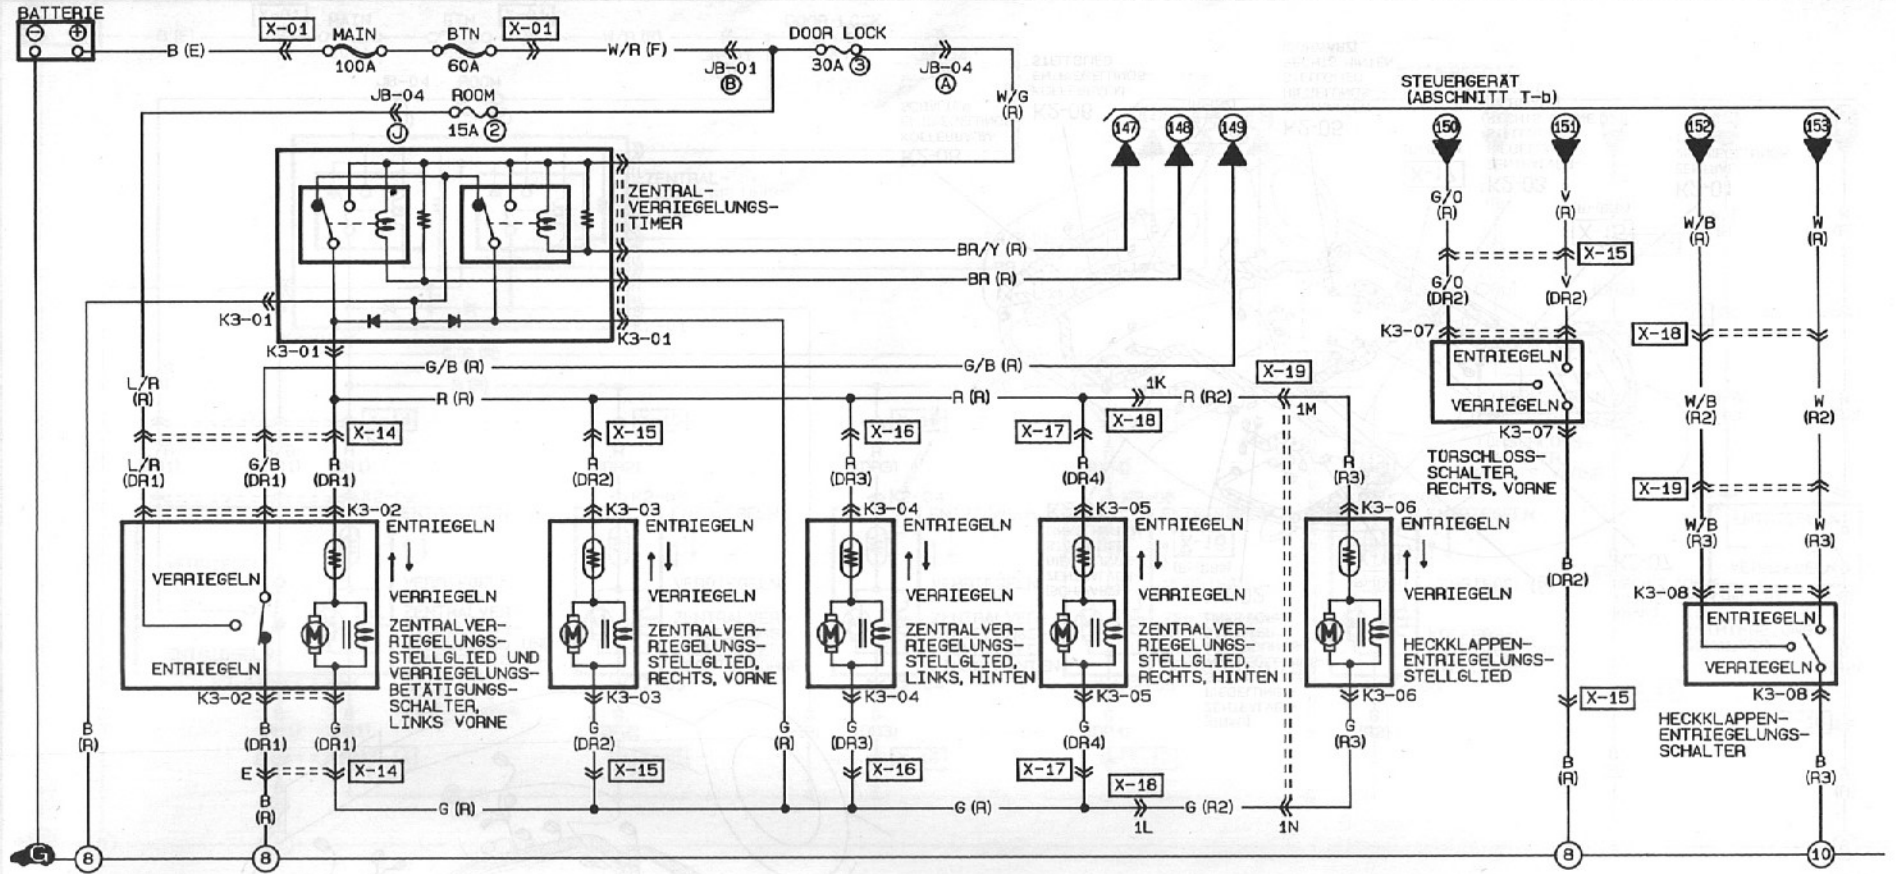 BATTERIE
B (E)
X-01
MAIN
100A
BTN
60A
X-01
W/R (F)
JB-01
B
DOOR LOCK
30A 3
JB-04
A
W/G
(R)
JB-04
J
ROOM
15A 2
STEUERGERÄT
(ABSCHNITT T-b)
147
148
149
150
151
152
153
ZENTRAL-
VERRIEGELUNGS-
TIMER
BR/Y (R)
BR (R)
K3-01
K3-01
K3-01
G/B (R)
G/B (R)
G/O
(R)
V
(R)
X-15
G/O
(DR2)
V
(DR2)
K3-07
ENTRIEGELN
VERRIEGELN
K3-07
TORSCHLOSS-
SCHALTER,
RECHTS, VORNE
W/B
(R)
W
(R)
X-18
W/B
(R2)
W
(R2)
X-19
W/B
(R3)
W
(R3)
K3-08
ENTRIEGELN
VERRIEGELN
K3-08
HECKKLAPPEN-
ENTRIEGELUNGS-
SCHALTER
L/R
(R)
R (R)
R (R)
1K
X-18
R (R2)
X-19
1M
X-14
X-15
X-16
X-17
L/R
(DR1)
G/B
(DR1)
R
(DR1)
R
(DR2)
R
(DR3)
R
(DR4)
R
(R3)
K3-02
K3-03
K3-04
K3-05
K3-06
VERRIEGELN
ENTRIEGELN
M
ENTRIEGELN
VERRIEGELN
ZENTRALVER-
RIEGELUNGS-
STELLGLIED UND
VERRIEGELUNGS-
BETÄTIGUNGS-
SCHALTER,
LINKS VORNE
M
ENTRIEGELN
VERRIEGELN
ZENTRALVER-
RIEGELUNGS-
STELLGLIED,
RECHTS, VORNE
M
ENTRIEGELN
VERRIEGELN
ZENTRALVER-
RIEGELUNGS-
STELLGLIED,
LINKS, HINTEN
M
ENTRIEGELN
VERRIEGELN
ZENTRALVER-
RIEGELUNGS-
STELLGLIED,
RECHTS, HINTEN
M
ENTRIEGELN
VERRIEGELN
HECKKLAPPEN-
ENTRIEGELUNGS-
STELLGLIED
K3-02
K3-03
K3-04
K3-05
K3-06
B
(R)
B
(DR1)
G
(DR1)
G
(DR2)
G
(R)
G
(DR3)
G
(DR4)
G
(R3)
B
(DR2)
X-15
B
(R)
B
(R3)
E
X-14
X-15
X-16
X-17
X-18
B
(R)
G (R)
G (R)
1L
G (R2)
1N
G
8
8
8
10